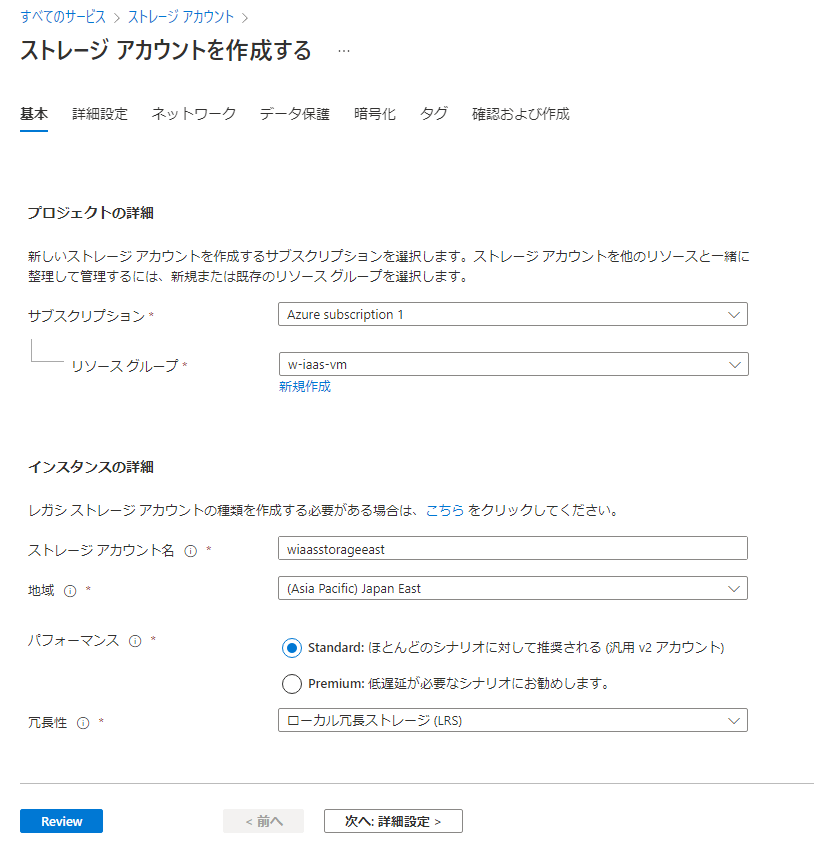 すべてのサービス > ストレージ アカウント >
ストレージ アカウントを作成する ...
基本 詳細設定 ネットワーク データ保護 暗号化 タグ 確認および作成
プロジェクトの詳細
新しいストレージ アカウントを作成するサブスクリプションを選択します。ストレージ アカウントを他のリソースと一緒に
整理して管理するには、新規または既存のリソース グループを選択します。
サブスクリプション * Azure subscription 1
リソース グループ * w-iaas-vm
新規作成
インスタンスの詳細
レガシ ストレージ アカウントの種類を作成する必要がある場合は、こちら をクリックしてください。
ストレージ アカウント名 * wiaasstorageeast
地域 * (Asia Pacific) Japan East
パフォーマンス * Standard: ほとんどのシナリオに対して推奨される (汎用 v2 アカウント)
Premium: 低遅延が必要なシナリオにお勧めします。
冗長性 * ローカル冗長ストレージ (LRS)
Review < 前へ 次へ: 詳細設定 >